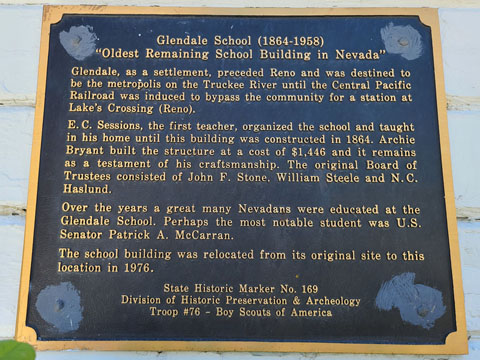 Glendale School (1864-1958)
"Oldest Remaining School Building in Nevada"
Glendale, as a settlement, preceded Reno and was destined to
be the metropolis on the Truckee River until the Central Pacific
Railroad was induced to bypass the community for a station at
Lake's Crossing (Reno).
E.C. Sessions, the first teacher, organized the school and taught
in his home until this building was constructed in 1864. Archie
Bryant built the structure at a cost of $1,446 and it remains
as a testament of his craftsmanship. The original Board of
Trustees consisted of John F. Stone, William Steele and N.C.
Haslund.
Over the years a great many Nevadans were educated at the
Glendale School. Perhaps the most notable student was U.S.
Senator Patrick A. McCarran.
The school building was relocated from its original site to this
location in 1976.
State Historic Marker No. 169
Division of Historic Preservation & Archeology
Troop #76 - Boy Scouts of America